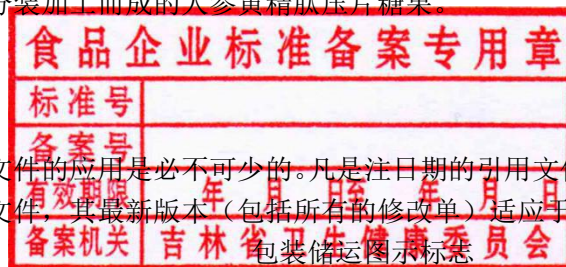 分装加工而成的人参黄精肽压片糖果。
食品企业标准备案专用章
标准号
备案号
文件的应用是必不可少的。凡是注日期的引用文件
有效期限 年 月 日至 年 月 日
文件，其最新版本（包括所有的修改单）适应于
备案机关 吉林省卫生健康委员会
包装储运图示标志